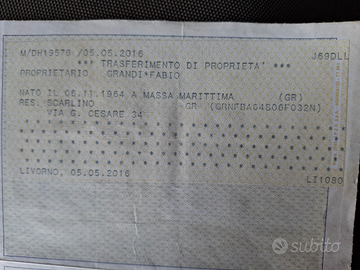 M/DH19570 /05.05.2016 J69DLL
*** TRASFERIMENTO DI PROPRIETA' ***
PROPRIETARIO GRANDI*FABIO
NATO IL 06.11.1964 A MASSA MARITTIMA (GR)
RES. SCARLINO GR (GRNFBA64S06F032N)
VIA G. CESARE 34
LIVORNO, 05.05.2016 LI1080
subito